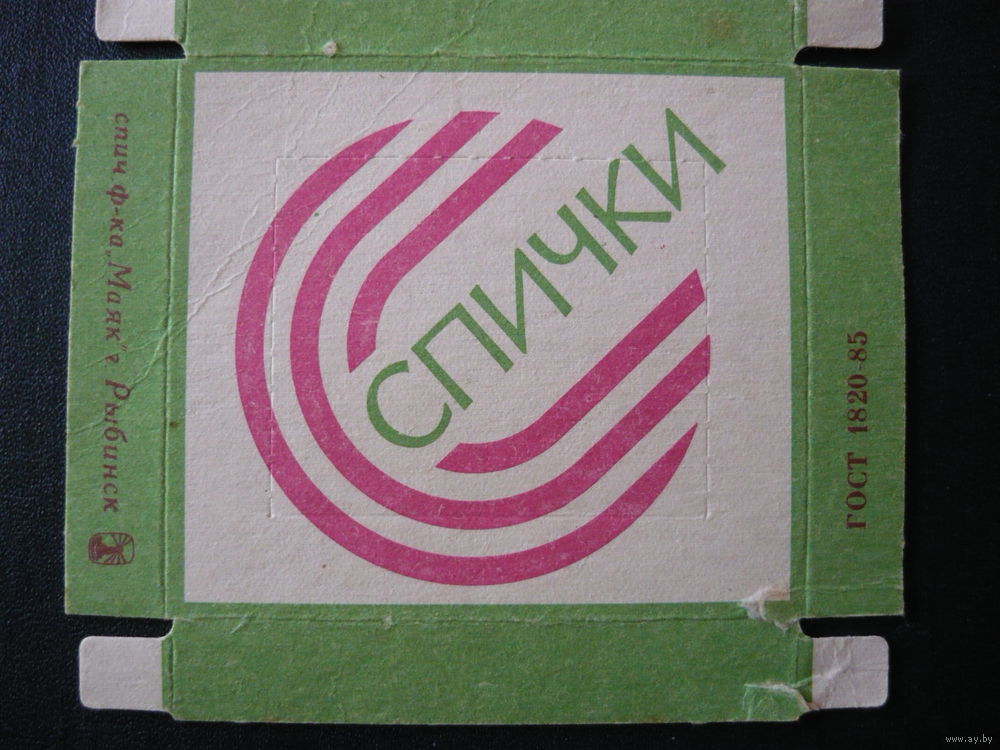 спич ф-ка „Маяк" г. Рыбинск
СПИЧКИ
ГОСТ 1820-85
www.ay.by